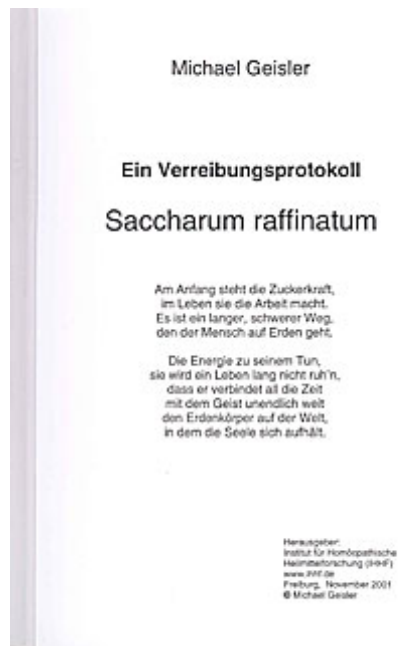 Michael Geisler
Ein Verreibungsprotokoll
Saccharum raffinatum
Am Anfang steht die Zuckerkraft,
im Leben sie die Arbeit macht.
Es ist ein langer, schwerer Weg,
den der Mensch auf Erden geht.
Die Energie zu seinem Tun,
sie wird ein Leben lang nicht ruh'n,
dass er verbindet all die Zeit
mit dem Geist unendlich weit
den Erdenkörper auf der Welt,
in dem die Seele sich aufhält.
Herausgeber:
Institut für Homöopathische
Heilmittelforschung (IHHF)
www.ihhf.de
Freiburg, November 2001
© Michael Geisler